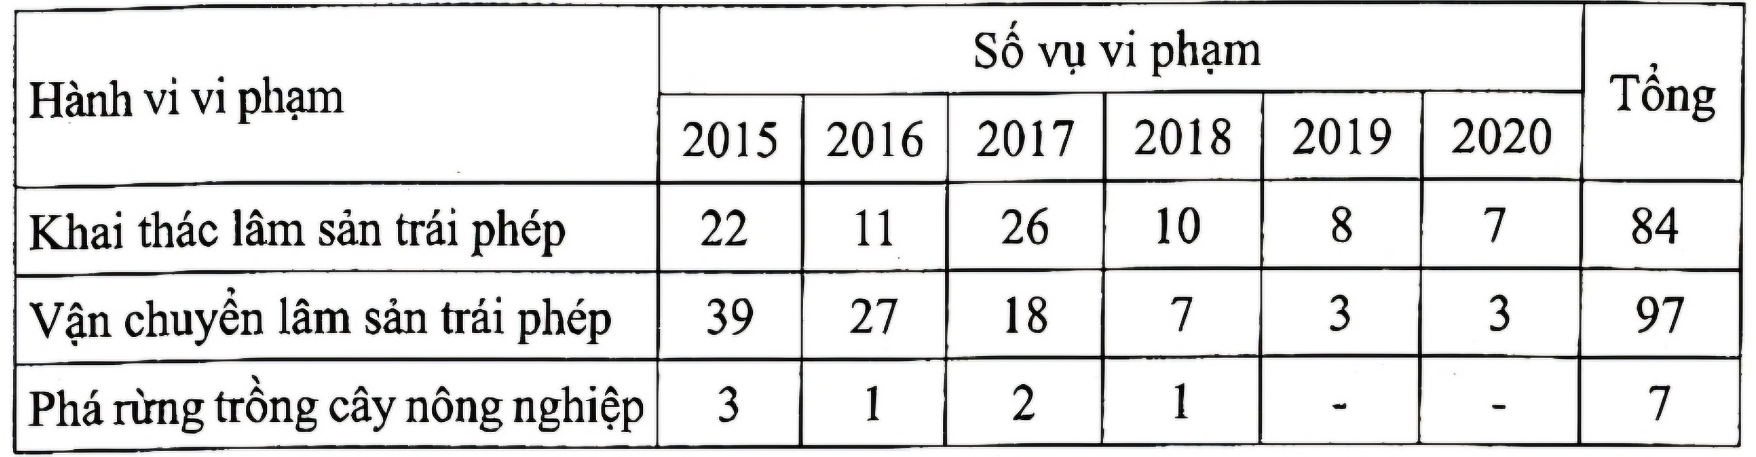 Hành vi vi phạm Số vụ vi phạm Tổng
2015 2016 2017 2018 2019 2020
Khai thác lâm sản trái phép 22 11 26 10 8 7 84
Vận chuyển lâm sản trái phép 39 27 18 7 3 3 97
Phá rừng trồng cây nông nghiệp 3 1 2 1 - - 7